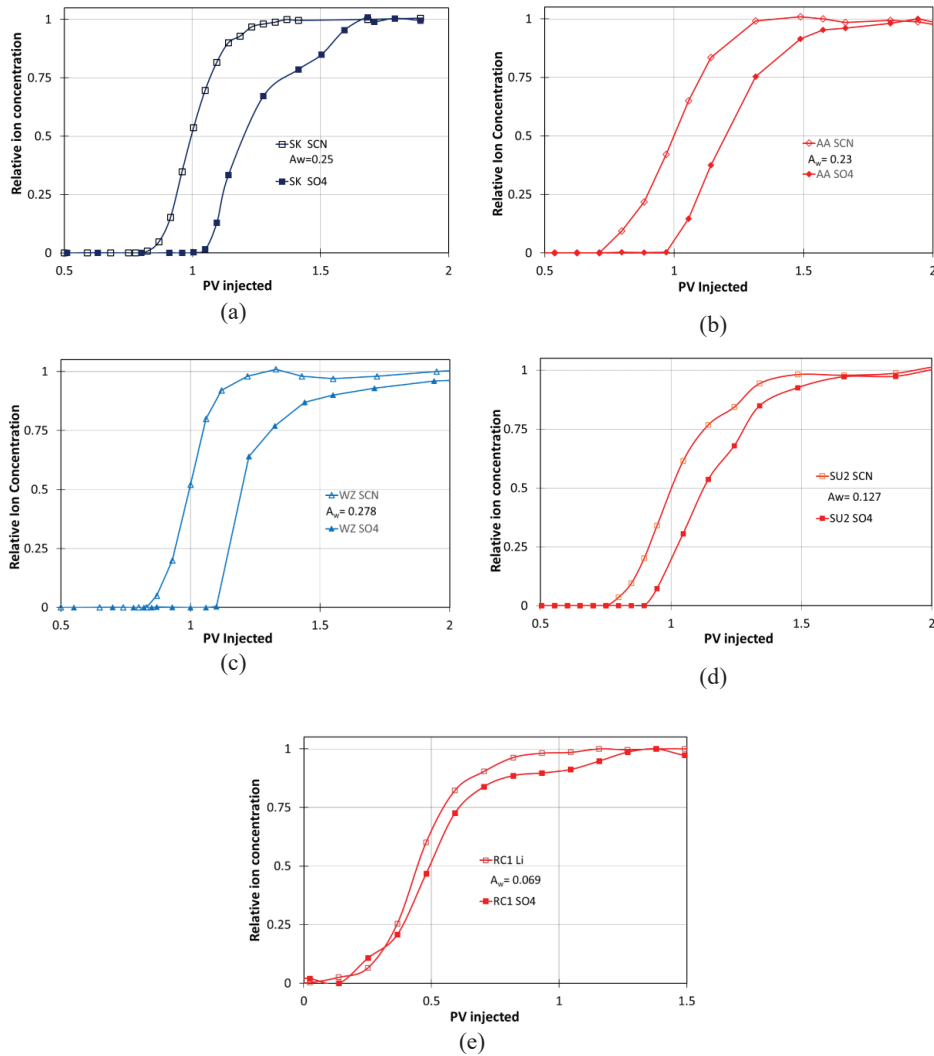 1
0.75
0.5
0.25
0
0.5
1
1.5
2
Relative ion concentration
PV injected
SK SCN
Aw=0.25
SK SO4
(a)
1
0.75
0.5
0.25
0
0.5
1
1.5
2
Relative Ion Concentration
PV Injected
AA SCN
Aw= 0.23
AA SO4
(b)
1
0.75
0.5
0.25
0
0.5
1
1.5
2
Relative Ion Concentration
PV Injected
WZ SCN
Aw= 0.278
WZ SO4
(c)
1
0.75
0.5
0.25
0
0.5
1
1.5
2
Relative ion concentration
PV injected
SU2 SCN
Aw= 0.127
SU2 SO4
(d)
1
0.75
0.5
0.25
0
0
0.5
1
1.5
Relative ion concentration
PV injected
RC1 Li
Aw= 0.069
RC1 SO4
(e)